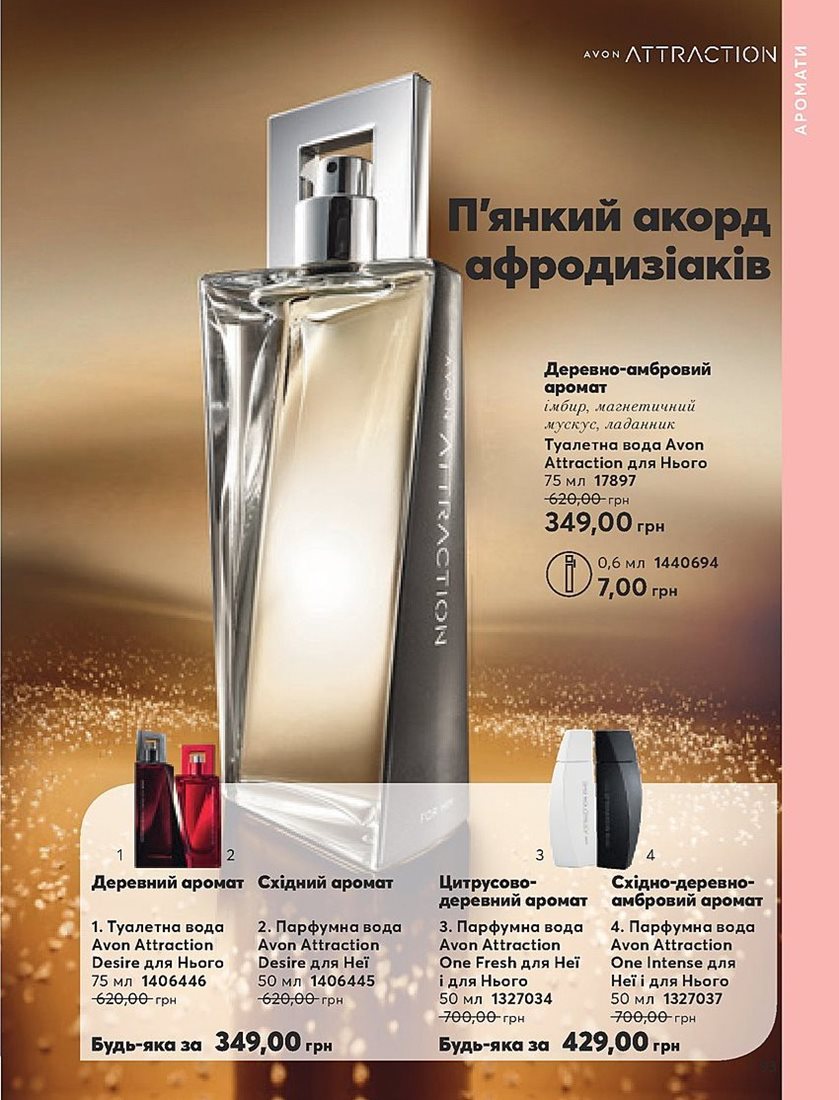 AVON ATTRACTION
АРОМАТИ
П'янкий акорд
афродизіаків
Деревно-амбровий
аромат
імбир, магнетичний
мускус, ладанник
Туалетна вода Avon
Attraction для Нього
75 мл 17897
620,00 грн
349,00 грн
0,6 мл 1440694
7,00 грн
AVON ATTRACTION
FOR HIM
1
2
Деревний аромат
1. Туалетна вода
Avon Attraction
Desire для Нього
75 мл 1406446
620,00 грн
Східний аромат
2. Парфумна вода
Avon Attraction
Desire для Неї
50 мл 1406445
620,00 грн
Будь-яка за 349,00 грн
3
4
Цитрусово-
деревний аромат
3. Парфумна вода
Avon Attraction
One Fresh для Неї
і для Нього
50 мл 1327034
700,00 грн
Східно-деревно-
амбровий аромат
4. Парфумна вода
Avon Attraction
One Intense для
Неї і для Нього
50 мл 1327037
700,00 грн
Будь-яка за 429,00 грн